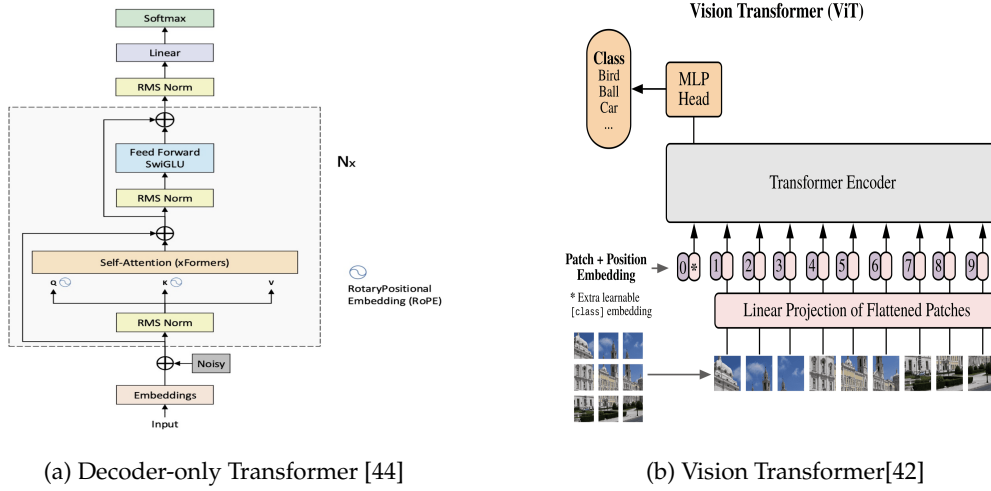 Softmax
Linear
RMS Norm
Feed Forward
SwiGLU
RMS Norm
Nx
Self-Attention (xFormers)
Q
K
V
RotaryPositional
Embedding (RoPE)
RMS Norm
Noisy
Embeddings
Input
(a) Decoder-only Transformer [44]
Vision Transformer (ViT)
Class
Bird
Ball
Car
...
MLP
Head
Transformer Encoder
Patch + Position
Embedding
0 * 1 2 3 4 5 6 7 8 9
* Extra learnable
[class] embedding
Linear Projection of Flattened Patches
(b) Vision Transformer[42]